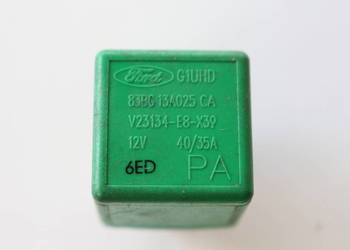 Ford G1UHD
83BG 13A025 CA
V23134-E8-X39
12V 40/35A
6ED PA